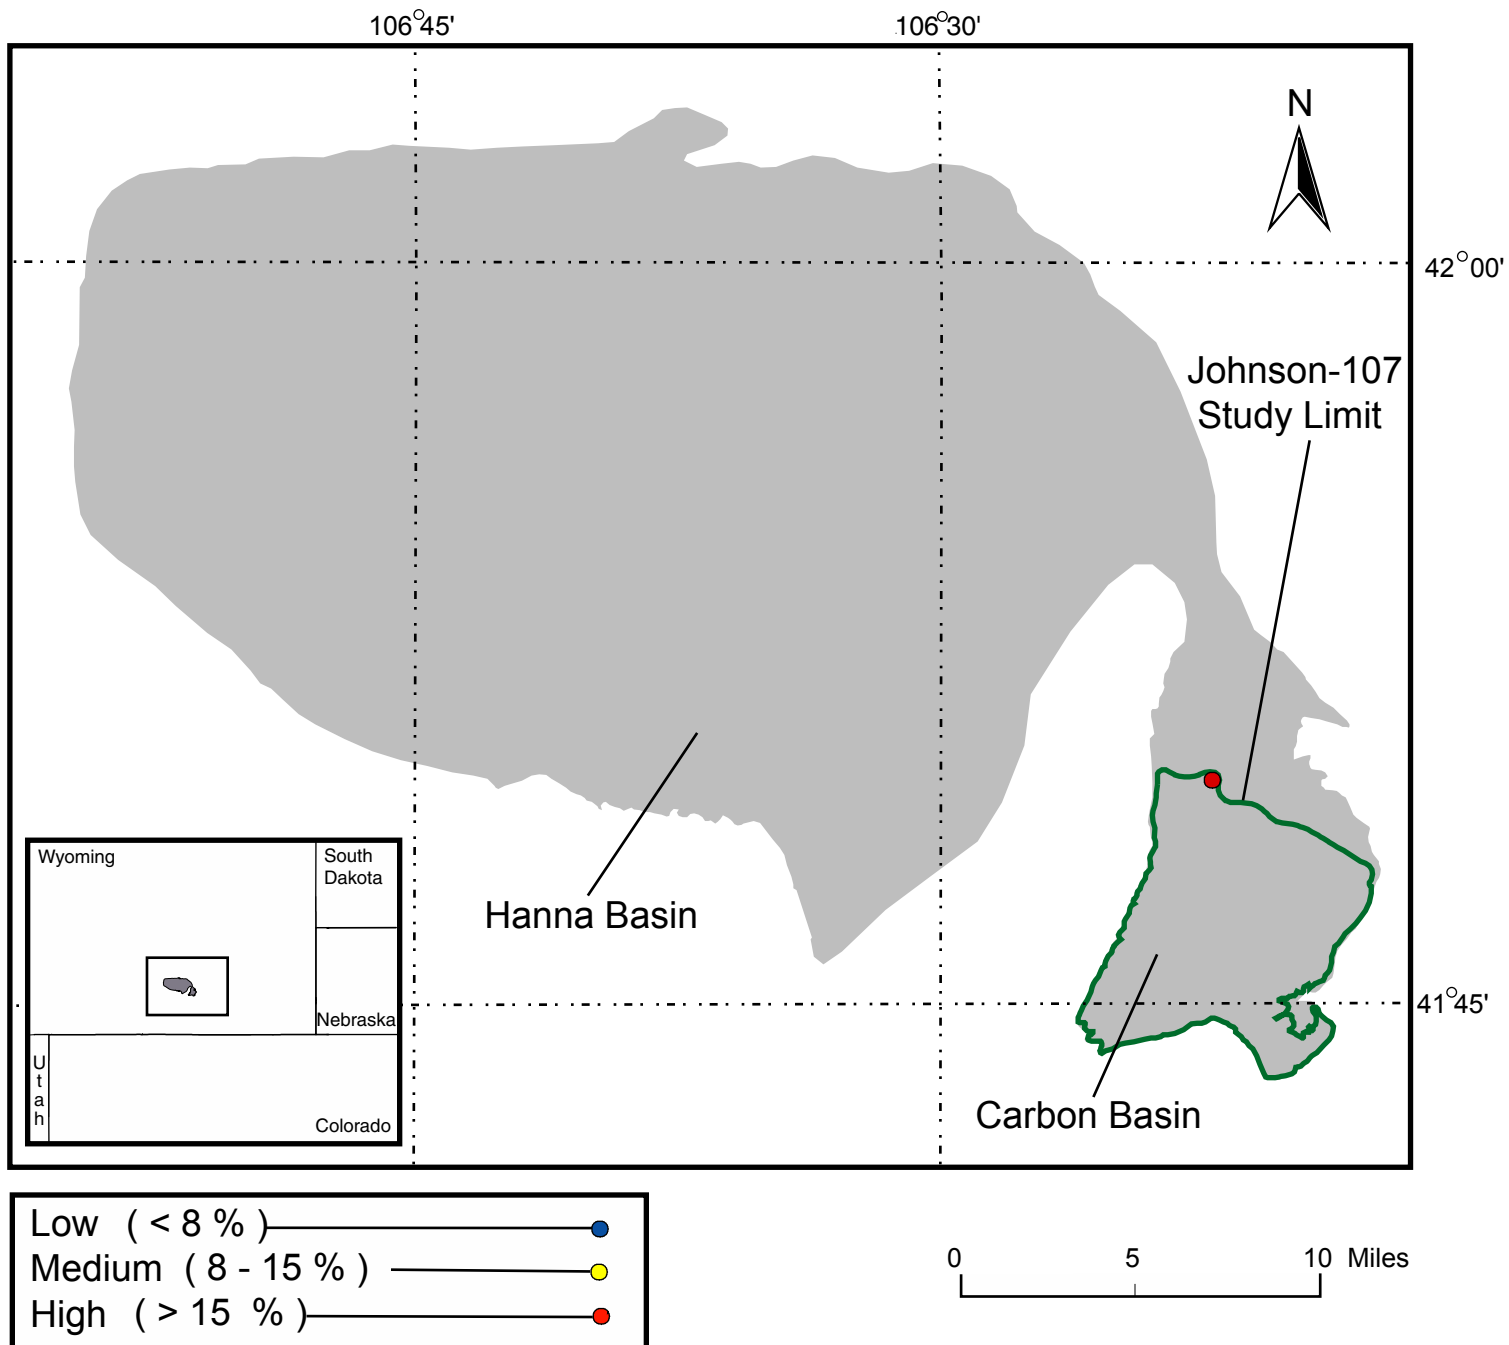 106°45'
106°30'
N
42°00'
Johnson-107
Study Limit
Hanna Basin
Wyoming
South
Dakota
Nebraska
Utah
Colorado
41°45'
Carbon Basin
Low ( < 8 % )
Medium ( 8 - 15 % )
High ( > 15 % )
0 5 10 Miles